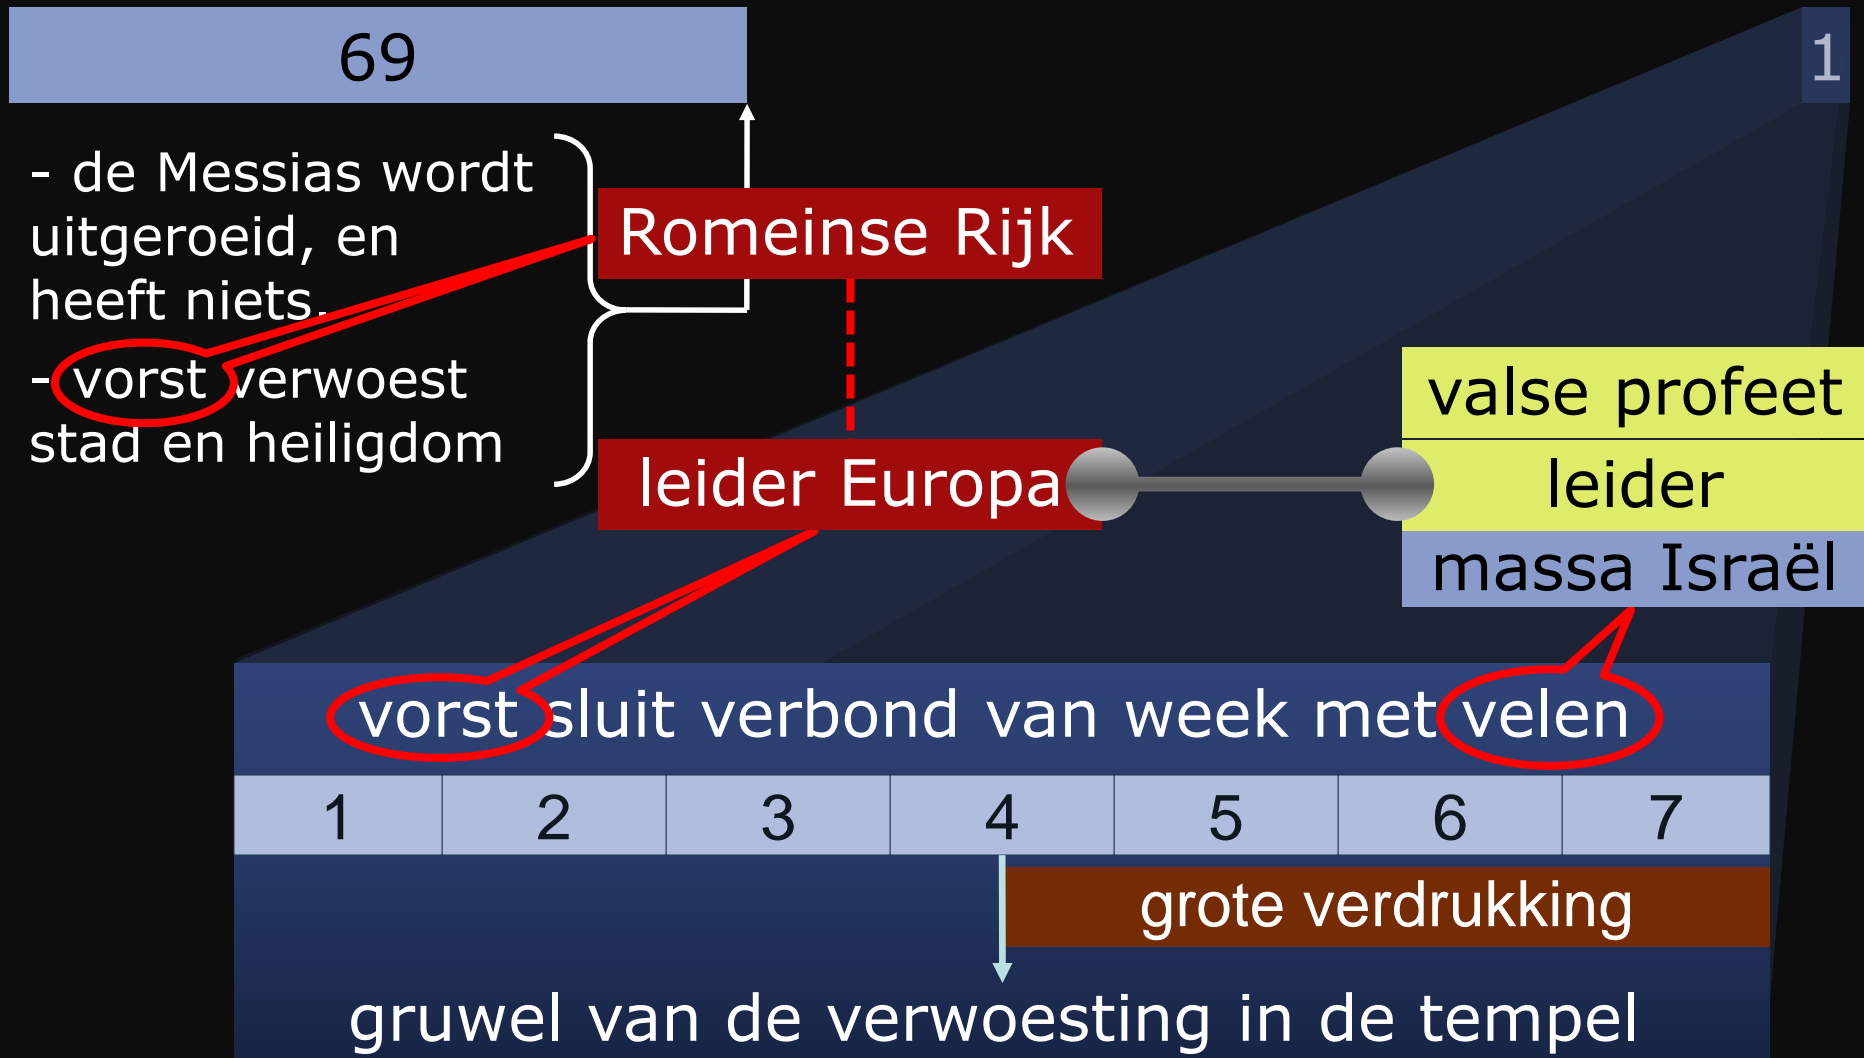 69
1
- de Messias wordt
uitgeroeid, en
heeft niets.
- vorst verwoest
stad en heiligdom
Romeinse Rijk
leider Europa
valse profeet
leider
massa Israël
vorst sluit verbond van week met velen
1 2 3 4 5 6 7
grote verdrukking
gruwel van de verwoesting in de tempel